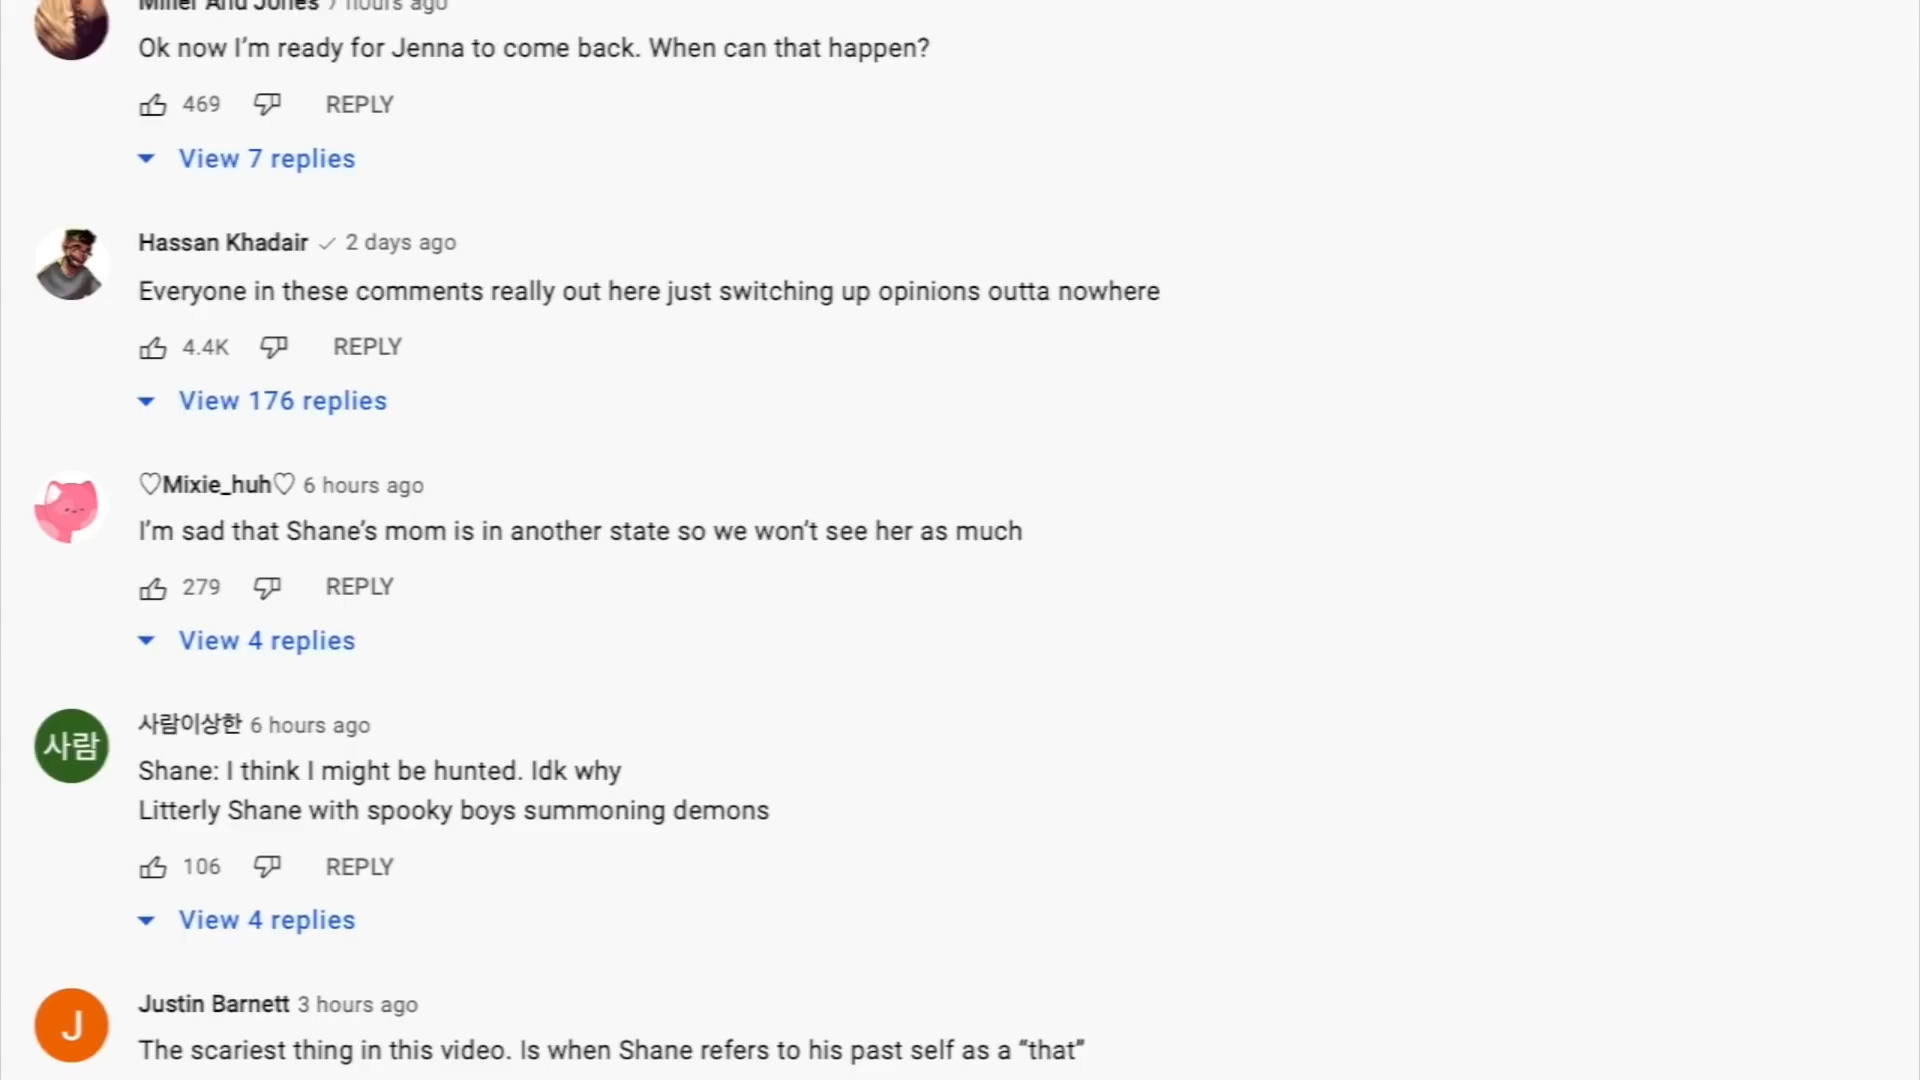 Miller And Jones 7 hours ago
Ok now I’m ready for Jenna to come back. When can that happen?
469 REPLY
View 7 replies
Hassan Khadair 2 days ago
Everyone in these comments really out here just switching up opinions outta nowhere
4.4K REPLY
View 176 replies
♡Mixie_huh♡ 6 hours ago
I’m sad that Shane’s mom is in another state so we won’t see her as much
279 REPLY
View 4 replies
사람이상한 6 hours ago
사람
Shane: I think I might be hunted. Idk why
Litterly Shane with spooky boys summoning demons
106 REPLY
View 4 replies
Justin Barnett 3 hours ago
J
The scariest thing in this video. Is when Shane refers to his past self as a “that”